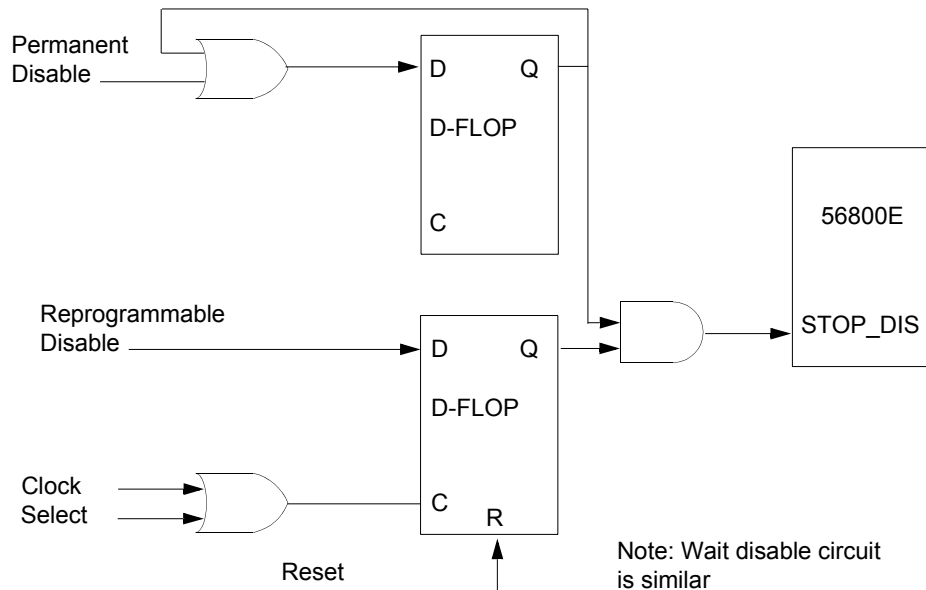 Permanent
Disable
D
Q
D-FLOP
C
56800E
STOP_DIS
Reprogrammable
Disable
D
Q
D-FLOP
Clock
Select
C
R
Reset
Note: Wait disable circuit
is similar